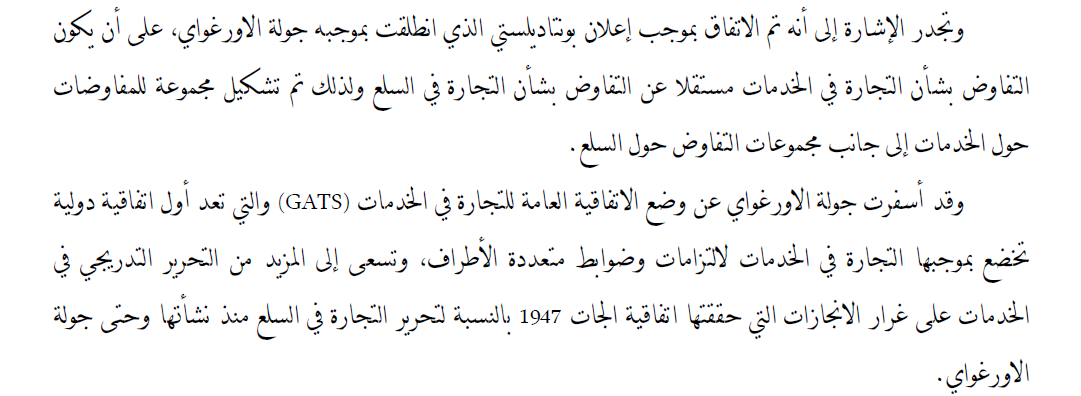 وتجدر الإشارة إلى أنه تم الاتفاق بموجب إعلان بونتاديلستي الذي انطلقت بموجبه جولة الاورغواي، على أن يكون
التفاوض بشأن التجارة في الخدمات مستقلا عن التفاوض بشأن التجارة في السلع ولذلك تم تشكيل مجموعة للمفاوضات
حول الخدمات إلى جانب مجموعات التفاوض حول السلع.
وقد أسفرت جولة الاورغواي عن وضع الاتفاقية العامة للتجارة في الخدمات (GATS) والتي تعد أول اتفاقية دولية
تخضع بموجبها التجارة في الخدمات لالتزامات وضوابط متعددة الأطراف، وتسعى إلى المزيد من التحرير التدريجي في
الخدمات على غرار الانجازات التي حققتها اتفاقية الجات 1947 بالنسبة لتحرير التجارة في السلع منذ نشأتها وحتى جولة
الاورغواي.